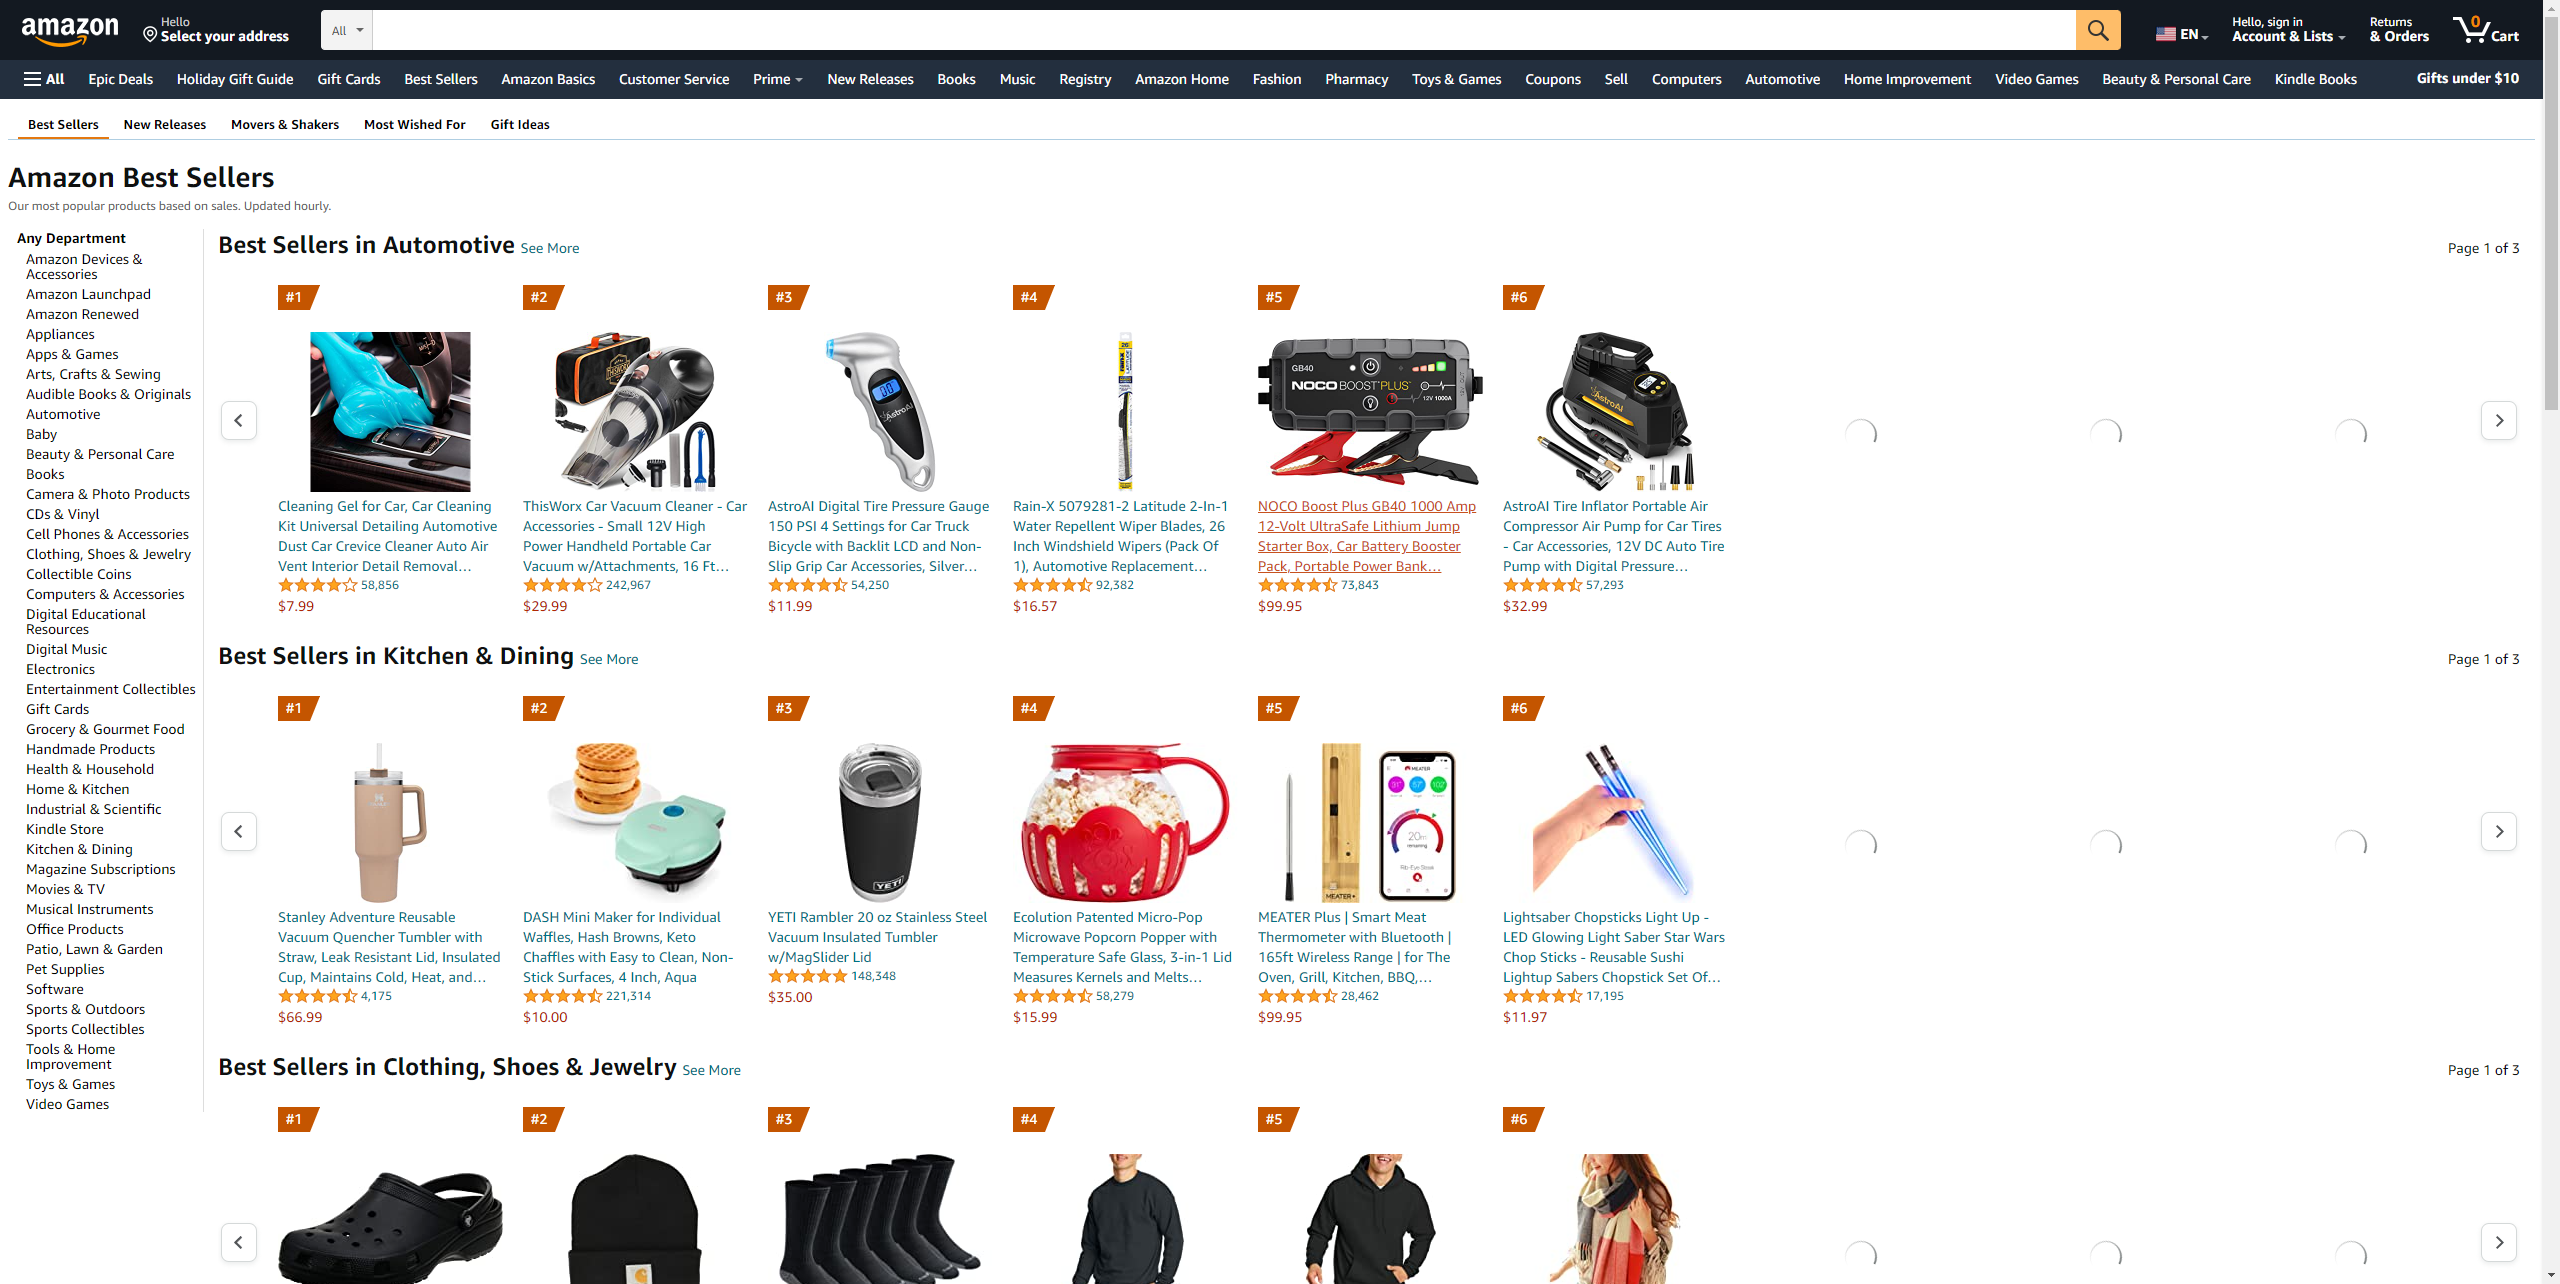 amazon
Hello
Select your address
All
EN
Hello, sign in
Account & Lists
Returns
& Orders
0
Cart
All
Epic Deals
Holiday Gift Guide
Gift Cards
Best Sellers
Amazon Basics
Customer Service
Prime
New Releases
Books
Music
Registry
Amazon Home
Fashion
Pharmacy
Toys & Games
Coupons
Sell
Computers
Automotive
Home Improvement
Video Games
Beauty & Personal Care
Kindle Books
Gifts under $10
Best Sellers
New Releases
Movers & Shakers
Most Wished For
Gift Ideas
Amazon Best Sellers
Our most popular products based on sales. Updated hourly.
Any Department
Amazon Devices &
Accessories
Amazon Launchpad
Amazon Renewed
Appliances
Apps & Games
Arts, Crafts & Sewing
Audible Books & Originals
Automotive
Baby
Beauty & Personal Care
Books
Camera & Photo Products
CDs & Vinyl
Cell Phones & Accessories
Clothing, Shoes & Jewelry
Collectible Coins
Computers & Accessories
Digital Educational
Resources
Digital Music
Electronics
Entertainment Collectibles
Gift Cards
Grocery & Gourmet Food
Handmade Products
Health & Household
Home & Kitchen
Industrial & Scientific
Kindle Store
Kitchen & Dining
Magazine Subscriptions
Movies & TV
Musical Instruments
Office Products
Patio, Lawn & Garden
Pet Supplies
Software
Sports & Outdoors
Sports Collectibles
Tools & Home
Improvement
Toys & Games
Video Games
Best Sellers in Automotive See More
Page 1 of 3
#1
Cleaning Gel for Car, Car Cleaning
Kit Universal Detailing Automotive
Dust Car Crevice Cleaner Auto Air
Vent Interior Detail Removal…
58,856
$7.99
#2
ThisWorx Car Vacuum Cleaner - Car
Accessories - Small 12V High
Power Handheld Portable Car
Vacuum w/Attachments, 16 Ft…
242,967
$29.99
#3
AstroAI
AstroAI Digital Tire Pressure Gauge
150 PSI 4 Settings for Car Truck
Bicycle with Backlit LCD and Non-
Slip Grip Car Accessories, Silver…
54,250
$11.99
#4
Rain-X 5079281-2 Latitude 2-In-1
Water Repellent Wiper Blades, 26
Inch Windshield Wipers (Pack Of
1), Automotive Replacement…
92,382
$16.57
#5
GB40
NOCO BOOST PLUS
12V 1000A
NOCO Boost Plus GB40 1000 Amp
12-Volt UltraSafe Lithium Jump
Starter Box, Car Battery Booster
Pack, Portable Power Bank…
73,843
$99.95
#6
AstroAI
AstroAI Tire Inflator Portable Air
Compressor Air Pump for Car Tires
- Car Accessories, 12V DC Auto Tire
Pump with Digital Pressure…
57,293
$32.99
Best Sellers in Kitchen & Dining See More
Page 1 of 3
#1
Stanley Adventure Reusable
Vacuum Quencher Tumbler with
Straw, Leak Resistant Lid, Insulated
Cup, Maintains Cold, Heat, and…
4,175
$66.99
#2
DASH Mini Maker for Individual
Waffles, Hash Browns, Keto
Chaffles with Easy to Clean, Non-
Stick Surfaces, 4 Inch, Aqua
221,314
$10.00
#3
YETI
YETI Rambler 20 oz Stainless Steel
Vacuum Insulated Tumbler
w/MagSlider Lid
148,348
$35.00
#4
Ecolution Patented Micro-Pop
Microwave Popcorn Popper with
Temperature Safe Glass, 3-in-1 Lid
Measures Kernels and Melts…
58,279
$15.99
#5
MEATER+
MEATER
20m
remaining
MEATER Plus | Smart Meat
Thermometer with Bluetooth |
165ft Wireless Range | for The
Oven, Grill, Kitchen, BBQ,…
28,462
$99.95
#6
Lightsaber Chopsticks Light Up -
LED Glowing Light Saber Star Wars
Chop Sticks - Reusable Sushi
Lightup Sabers Chopstick Set Of…
17,195
$11.97
Best Sellers in Clothing, Shoes & Jewelry See More
Page 1 of 3
#1
#2
#3
#4
#5
#6